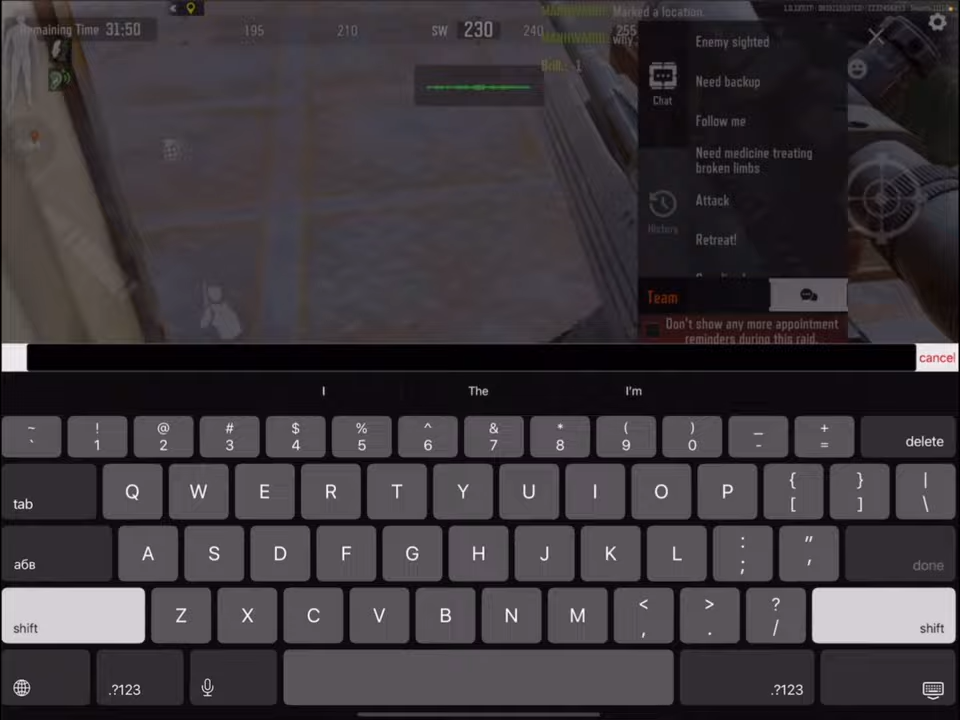 Remaining Time 31:50
195 210 SW 230 240 255
Marked a location.
why
Brill.: -1
Enemy sighted
Chat
Need backup
Follow me
Need medicine treating
broken limbs
Attack
History
Retreat!
Team
Don't show any more appointment
reminders during this raid.
cancel
I The I'm
~ ! @ # $ % ^ & * ( ) _ +
` 1 2 3 4 5 6 7 8 9 0 - = delete
tab Q W E R T Y U I O P { [ } ] | \
абв A S D F G H J K L : ; " ' done
shift Z X C V B N M < , > . ? / shift
.?123 .?123